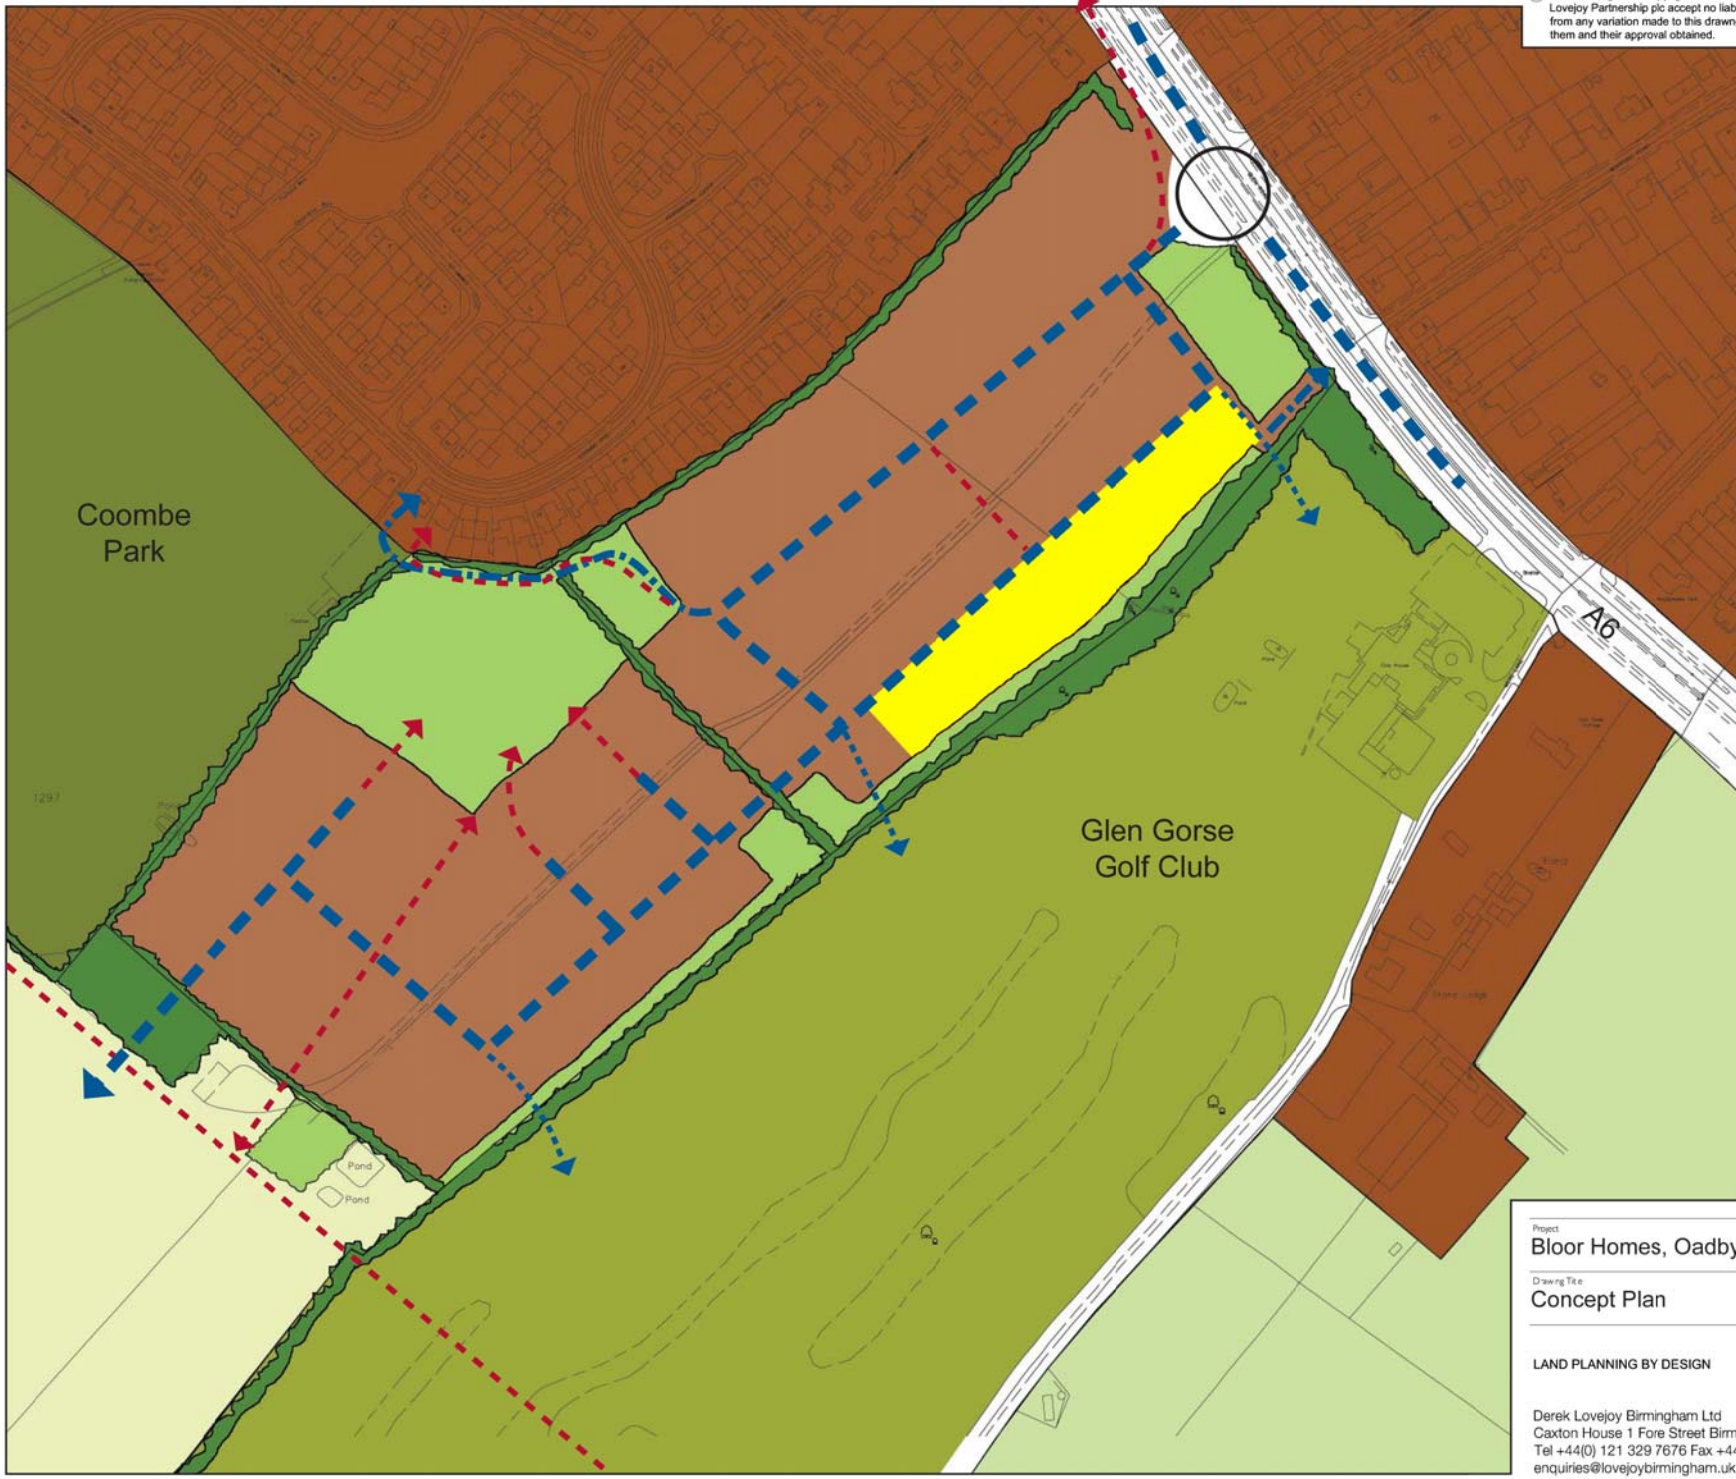 Lovejoy Partnership plc accept no liab
from any variation made to this drawn
them and their approval obtained.
Coombe
Park
A6
1297
Glen Gorse
Golf Club
Pond
Pond
Project
Bloor Homes, Oadby
Drawing Title
Concept Plan
LAND PLANNING BY DESIGN
Derek Lovejoy Birmingham Ltd
Caxton House 1 Fore Street Birm
Tel +44(0) 121 329 7676 Fax +44
enquiries@lovejoybirmingham.uk